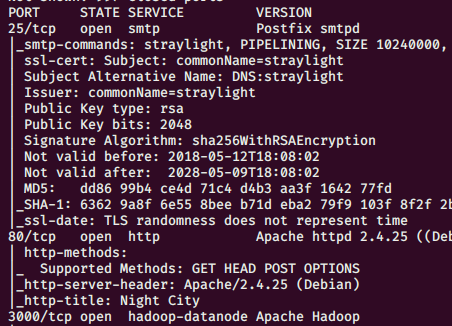 PORT     STATE SERVICE         VERSION
25/tcp   open  smtp            Postfix smtpd
|_smtp-commands: straylight, PIPELINING, SIZE 10240000,
| ssl-cert: Subject: commonName=straylight
| Subject Alternative Name: DNS:straylight
| Issuer: commonName=straylight
| Public Key type: rsa
| Public Key bits: 2048
| Signature Algorithm: sha256WithRSAEncryption
| Not valid before: 2018-05-12T18:08:02
| Not valid after:  2028-05-09T18:08:02
| MD5:   dd86 99b4 ce4d 71c4 d4b3 aa3f 1642 77fd
|_SHA-1: 6362 9a8f 6e55 8bee b71d eba2 79f9 103f 8f2f
|_ssl-date: TLS randomness does not represent time
80/tcp   open  http            Apache httpd 2.4.25 ((Debian
| http-methods:
|_  Supported Methods: GET HEAD POST OPTIONS
|_http-server-header: Apache/2.4.25 (Debian)
|_http-title: Night City
3000/tcp open  hadoop-datanode Apache Hadoop